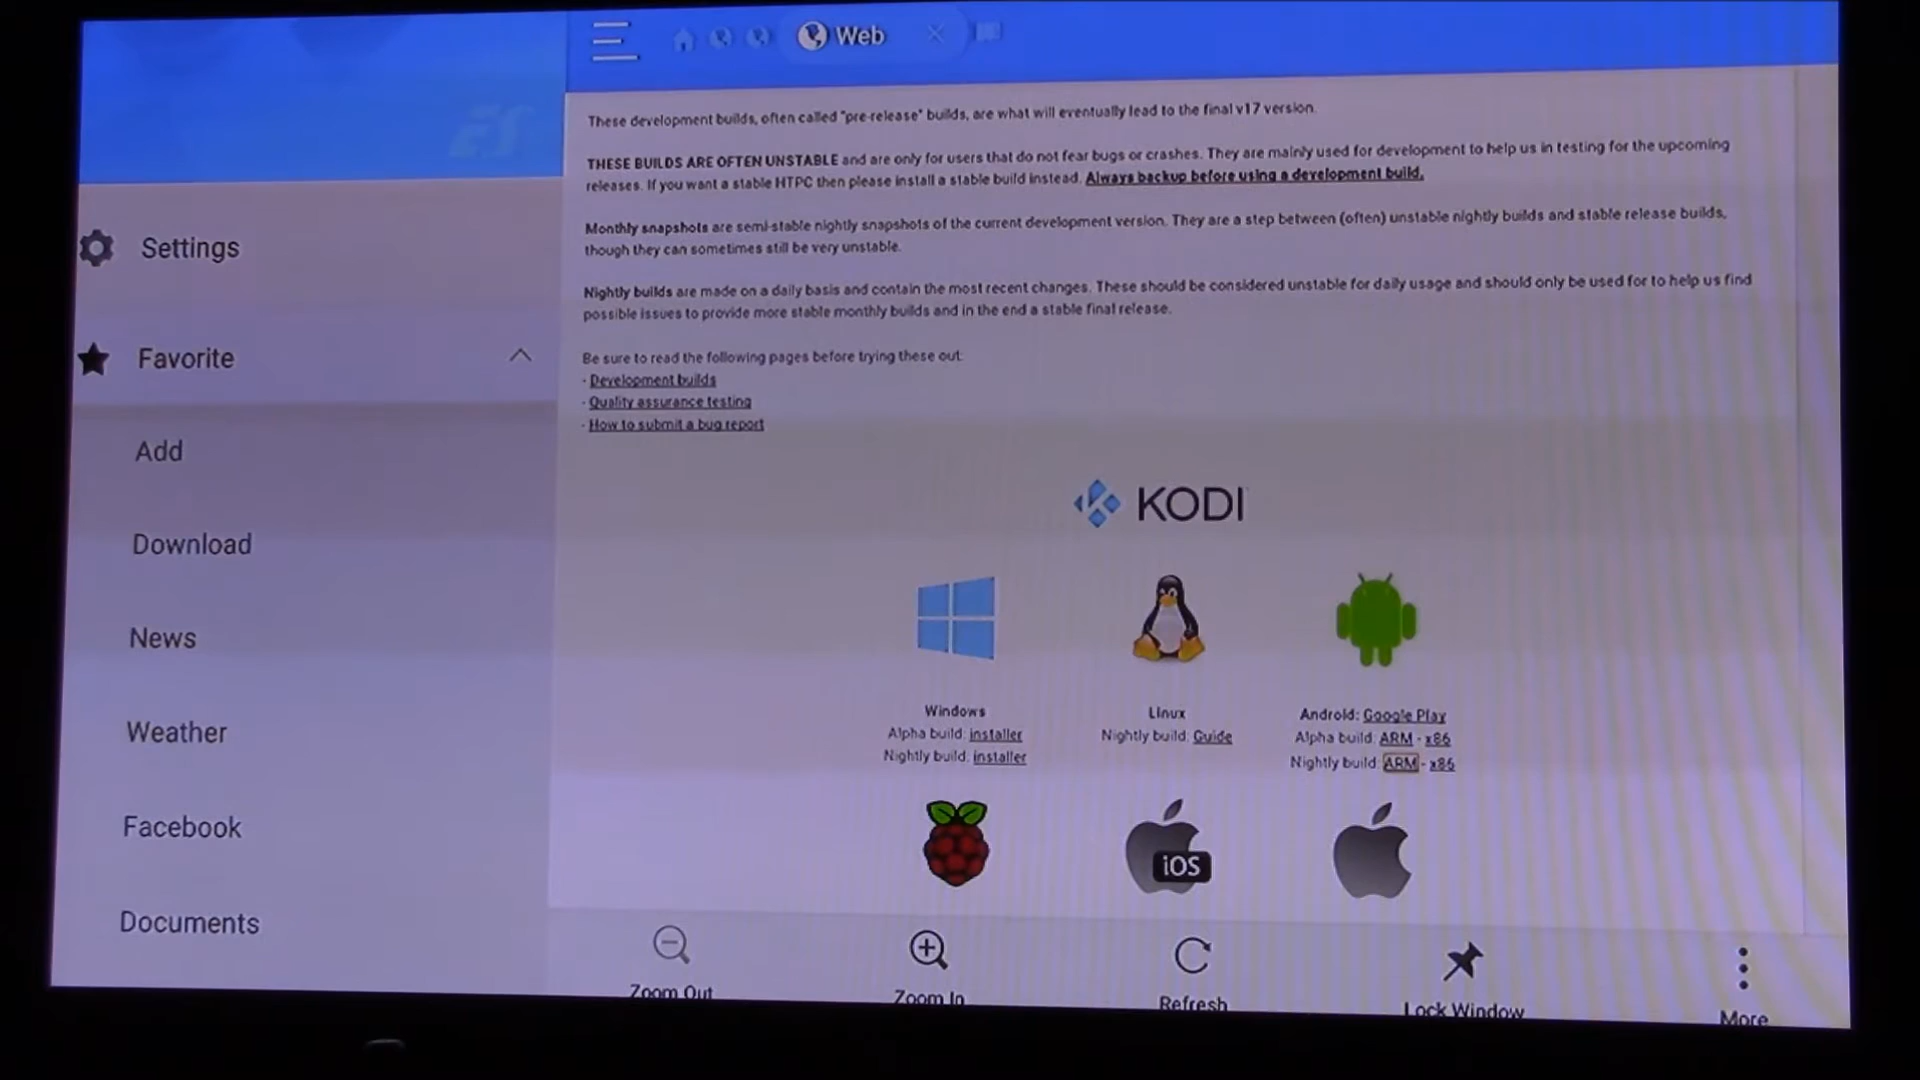 Web
ES
Settings
Favorite
Add
Download
News
Weather
Facebook
Documents
These development builds, often called "pre-release" builds, are what will eventually lead to the final v17 version.
THESE BUILDS ARE OFTEN UNSTABLE and are only for users that do not fear bugs or crashes. They are mainly used for development to help us in testing for the upcoming
releases. If you want a stable HTPC then please install a stable build instead. Always backup before using a development build.
Monthly snapshots are semi-stable nightly snapshots of the current development version. They are a step between (often) unstable nightly builds and stable release builds,
though they can sometimes still be very unstable.
Nightly builds are made on a daily basis and contain the most recent changes. These should be considered unstable for daily usage and should only be used for to help us find
possible issues to provide more stable monthly builds and in the end a stable final release.
Be sure to read the following pages before trying these out:
- Development builds
- Quality assurance testing
- How to submit a bug report
KODI
Windows
Alpha build: installer
Nightly build: installer
Linux
Nightly build: Guide
Android: Google Play
Alpha build: ARM - x86
Nightly build: ARM - x86
iOS
Zoom Out
Zoom In
Refresh
Lock Window
More